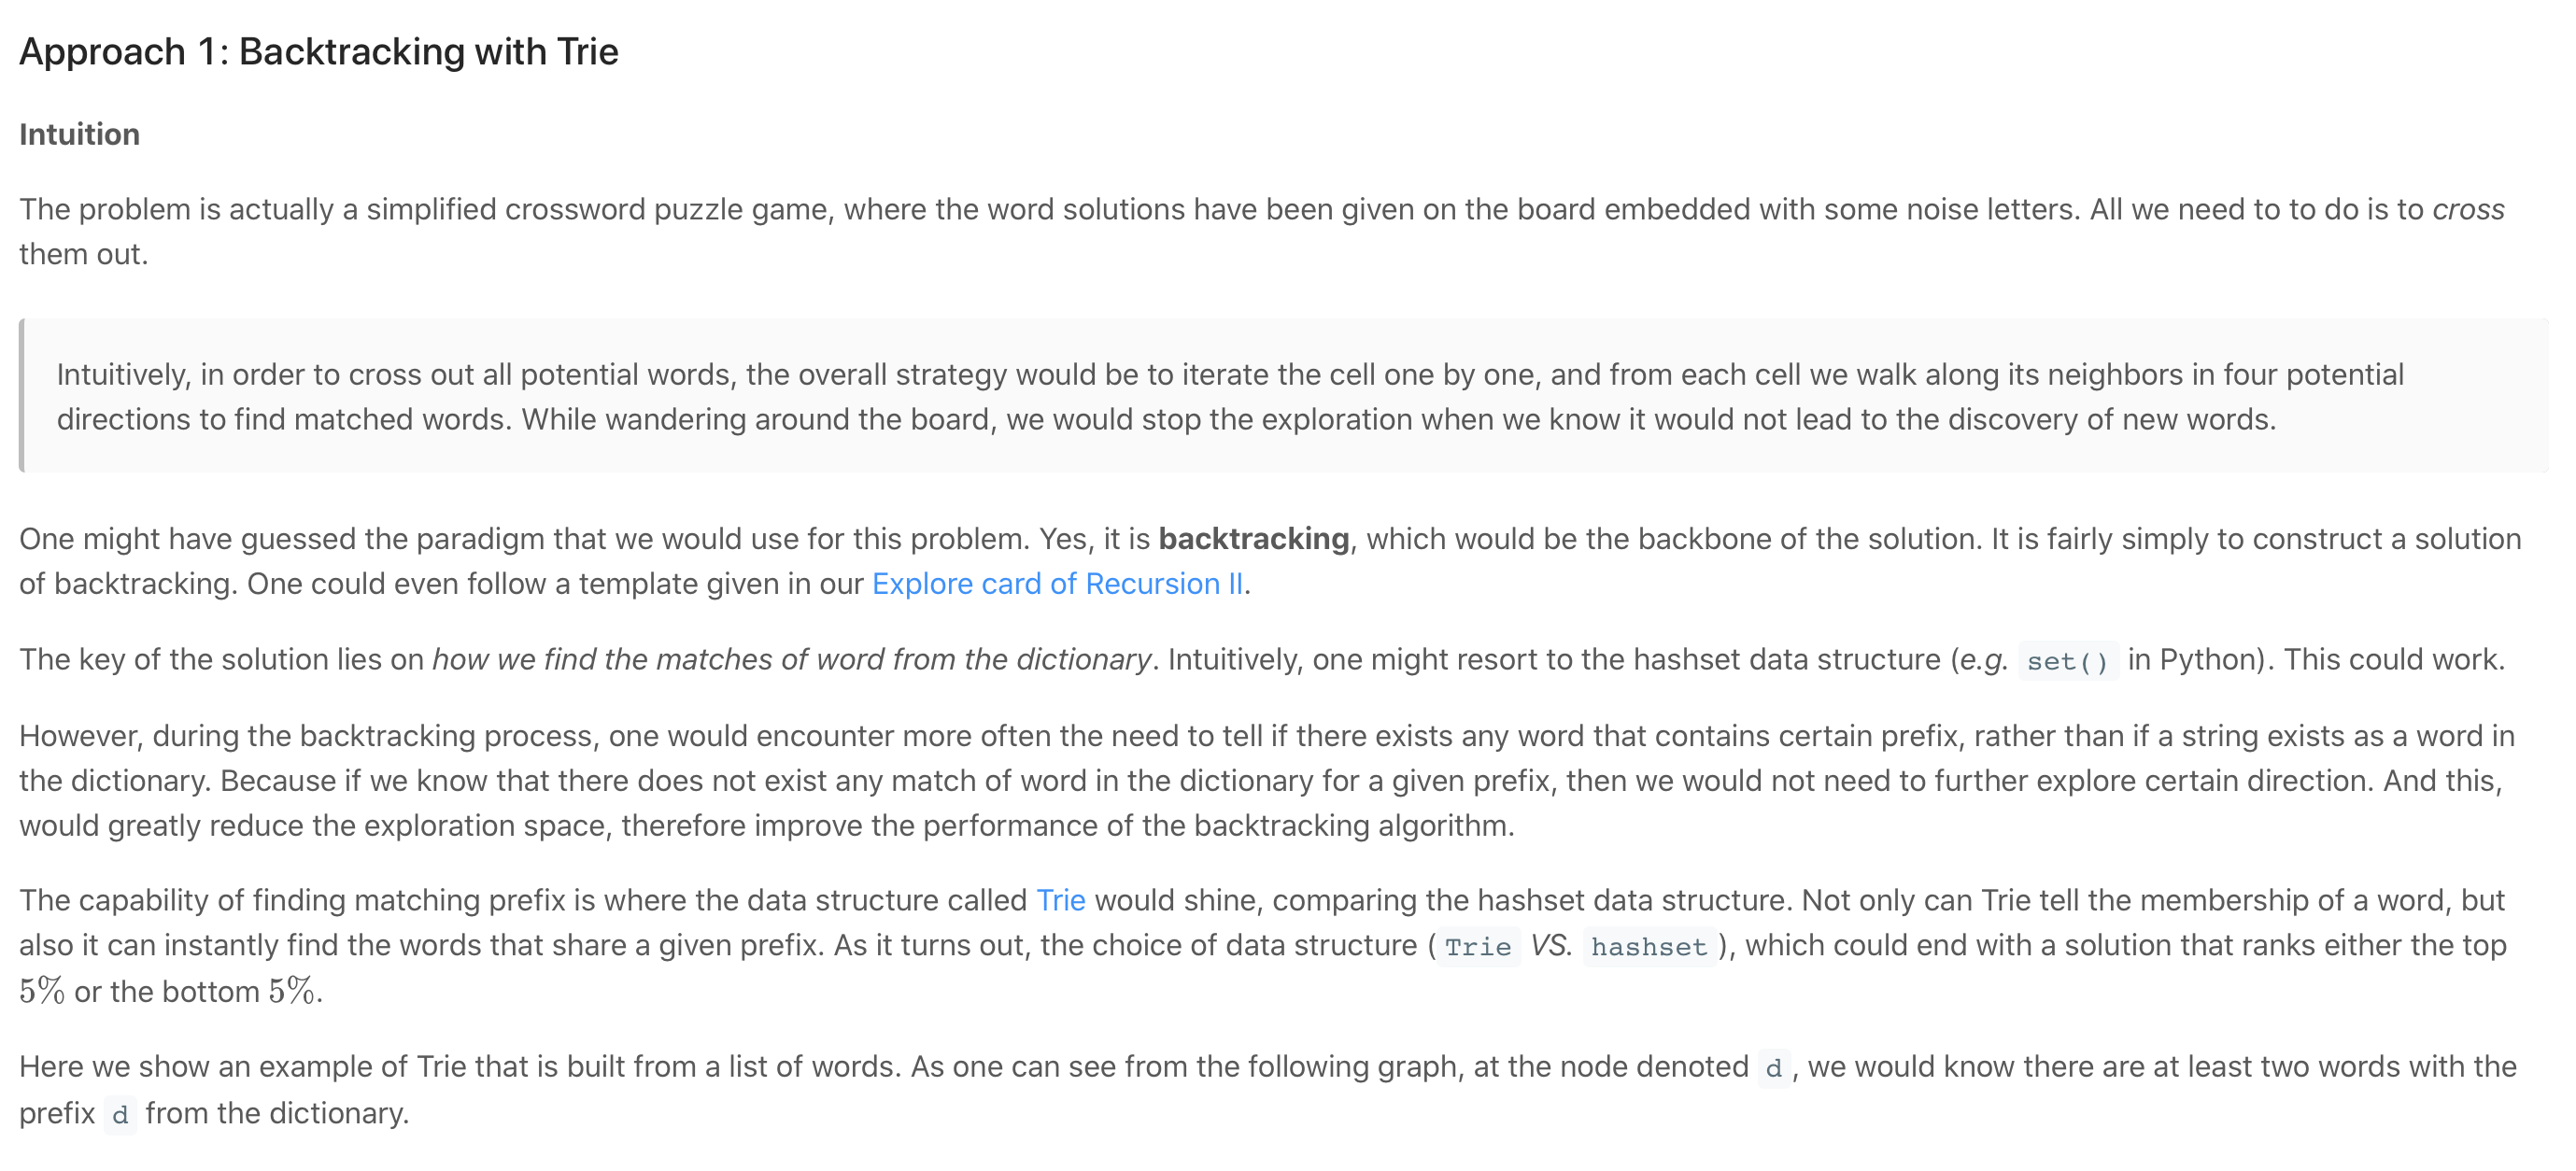 Approach 1: Backtracking with Trie
Intuition
The problem is actually a simplified crossword puzzle game, where the word solutions have been given on the board embedded with some noise letters. All we need to to do is to cross
them out.
Intuitively, in order to cross out all potential words, the overall strategy would be to iterate the cell one by one, and from each cell we walk along its neighbors in four potential
directions to find matched words. While wandering around the board, we would stop the exploration when we know it would not lead to the discovery of new words.
One might have guessed the paradigm that we would use for this problem. Yes, it is backtracking, which would be the backbone of the solution. It is fairly simply to construct a solution
of backtracking. One could even follow a template given in our Explore card of Recursion II.
The key of the solution lies on how we find the matches of word from the dictionary. Intuitively, one might resort to the hashset data structure (e.g. set() in Python). This could work.
However, during the backtracking process, one would encounter more often the need to tell if there exists any word that contains certain prefix, rather than if a string exists as a word in
the dictionary. Because if we know that there does not exist any match of word in the dictionary for a given prefix, then we would not need to further explore certain direction. And this,
would greatly reduce the exploration space, therefore improve the performance of the backtracking algorithm.
The capability of finding matching prefix is where the data structure called Trie would shine, comparing the hashset data structure. Not only can Trie tell the membership of a word, but
also it can instantly find the words that share a given prefix. As it turns out, the choice of data structure ( Trie VS. hashset ), which could end with a solution that ranks either the top
5% or the bottom 5%.
Here we show an example of Trie that is built from a list of words. As one can see from the following graph, at the node denoted d , we would know there are at least two words with the
prefix d from the dictionary.